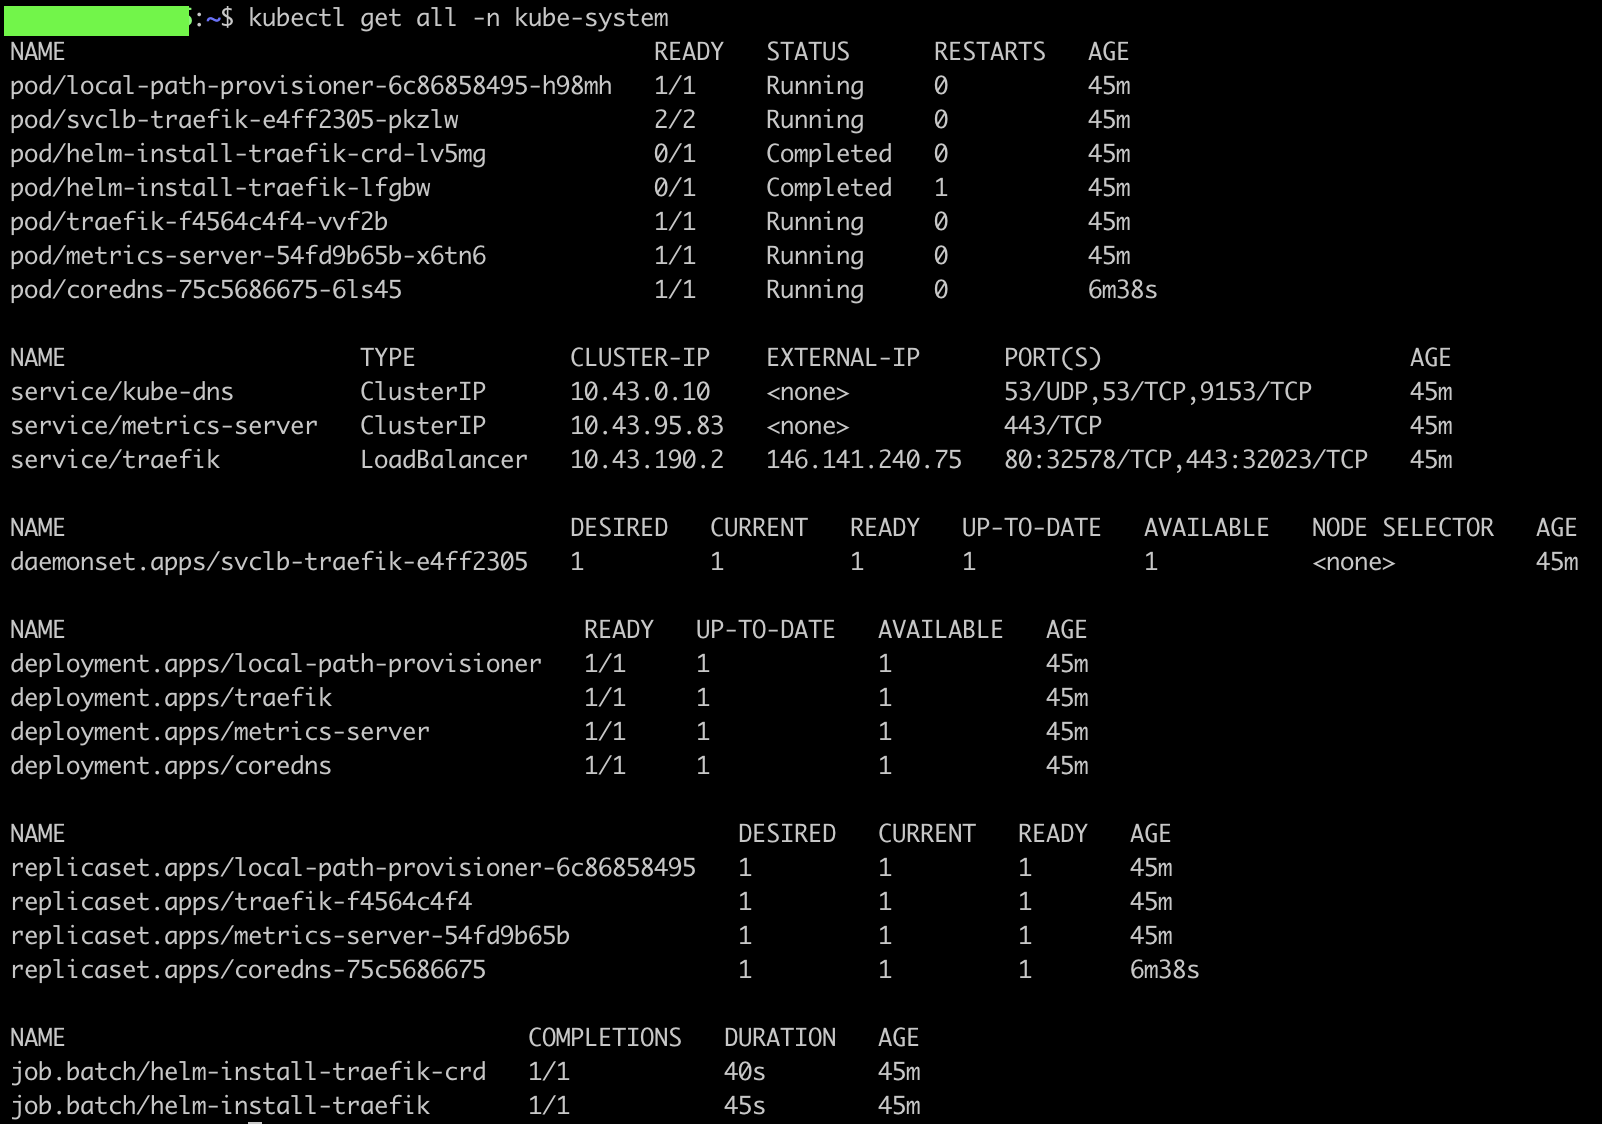 :~$ kubectl get all -n kube-system
NAME READY STATUS RESTARTS AGE
pod/local-path-provisioner-6c86858495-h98mh 1/1 Running 0 45m
pod/svclb-traefik-e4ff2305-pkzlw 2/2 Running 0 45m
pod/helm-install-traefik-crd-lv5mg 0/1 Completed 0 45m
pod/helm-install-traefik-lfgbw 0/1 Completed 1 45m
pod/traefik-f4564c4f4-vvf2b 1/1 Running 0 45m
pod/metrics-server-54fd9b65b-x6tn6 1/1 Running 0 45m
pod/coredns-75c5686675-6ls45 1/1 Running 0 6m38s
NAME TYPE CLUSTER-IP EXTERNAL-IP PORT(S) AGE
service/kube-dns ClusterIP 10.43.0.10 <none> 53/UDP,53/TCP,9153/TCP 45m
service/metrics-server ClusterIP 10.43.95.83 <none> 443/TCP 45m
service/traefik LoadBalancer 10.43.190.2 146.141.240.75 80:32578/TCP,443:32023/TCP 45m
NAME DESIRED CURRENT READY UP-TO-DATE AVAILABLE NODE SELECTOR AGE
daemonset.apps/svclb-traefik-e4ff2305 1 1 1 1 1 <none> 45m
NAME READY UP-TO-DATE AVAILABLE AGE
deployment.apps/local-path-provisioner 1/1 1 1 45m
deployment.apps/traefik 1/1 1 1 45m
deployment.apps/metrics-server 1/1 1 1 45m
deployment.apps/coredns 1/1 1 1 45m
NAME DESIRED CURRENT READY AGE
replicaset.apps/local-path-provisioner-6c86858495 1 1 1 45m
replicaset.apps/traefik-f4564c4f4 1 1 1 45m
replicaset.apps/metrics-server-54fd9b65b 1 1 1 45m
replicaset.apps/coredns-75c5686675 1 1 1 6m38s
NAME COMPLETIONS DURATION AGE
job.batch/helm-install-traefik-crd 1/1 40s 45m
job.batch/helm-install-traefik 1/1 45s 45m